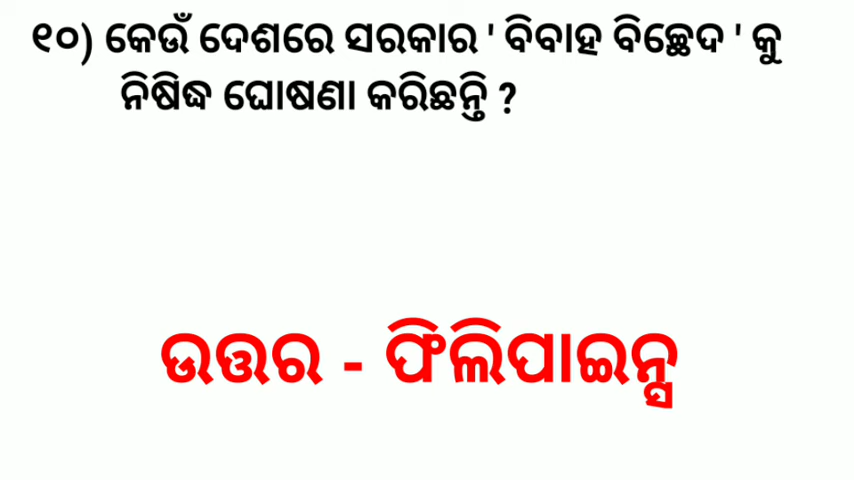 ୧୦) କେଉଁ ଦେଶରେ ସରକାର ' ବିବାହ ବିଚ୍ଛେଦ ' କୁ
ନିଷିଦ୍ଧ ଘୋଷଣା କରିଛନ୍ତି ?
ଉତ୍ତର - ଫିଲିପାଇନ୍ସ